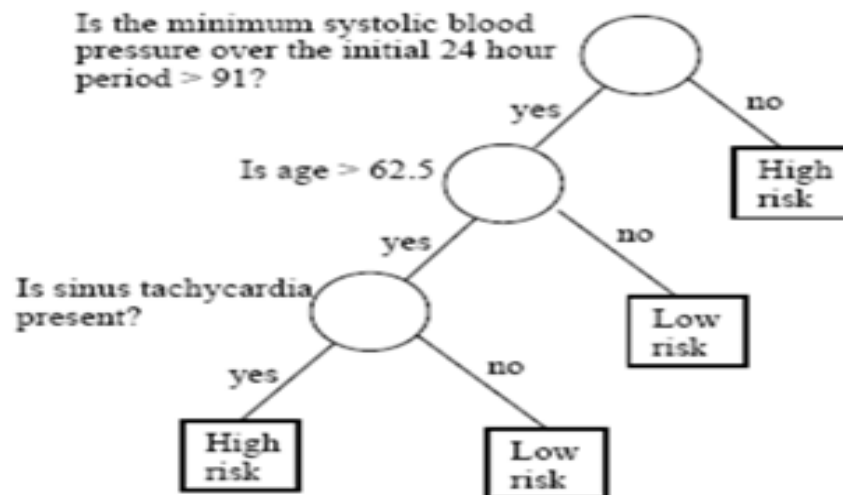 Is the minimum systolic blood
pressure over the initial 24 hour
period > 91?
yes
no
Is age > 62.5
High
risk
yes
no
Is sinus tachycardia
present?
Low
risk
yes
no
High
risk
Low
risk